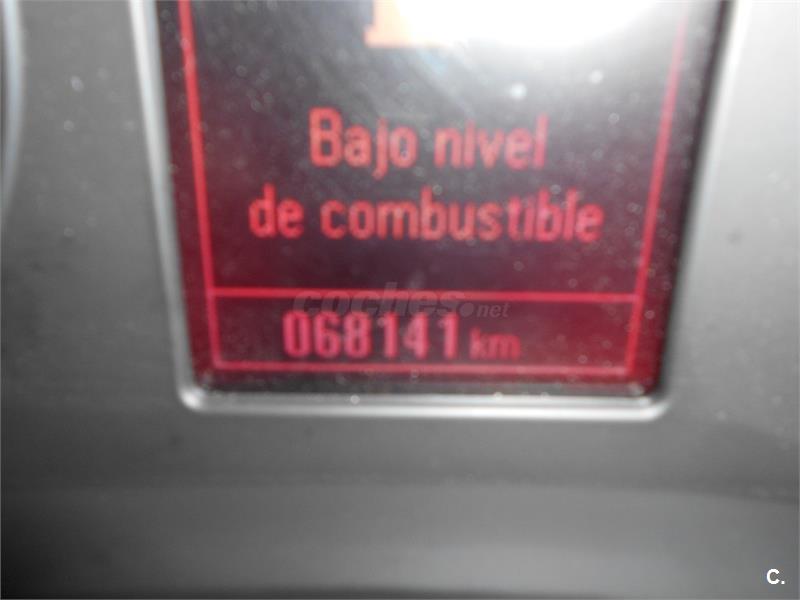 Bajo nivel
de combustible
coches.net
068141 km
C.